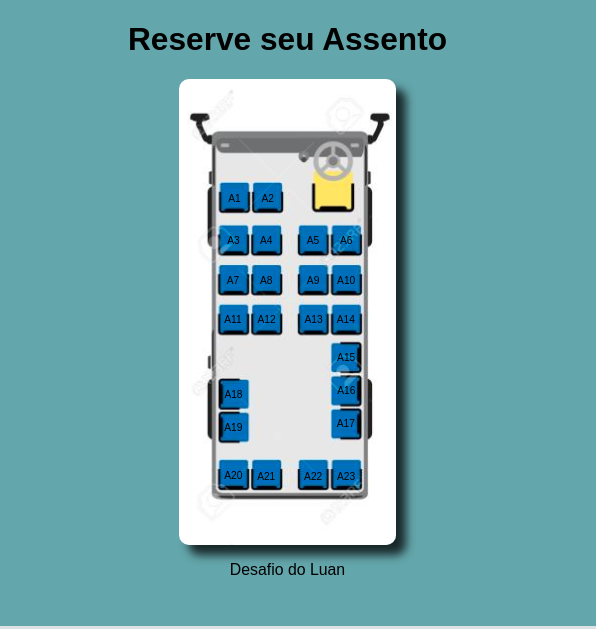 Reserve seu Assento
A1 A2
A3 A4 A5 A6
A7 A8 A9 A10
A11 A12 A13 A14
A15
A18 A16
A19 A17
A20 A21 A22 A23
Desafio do Luan